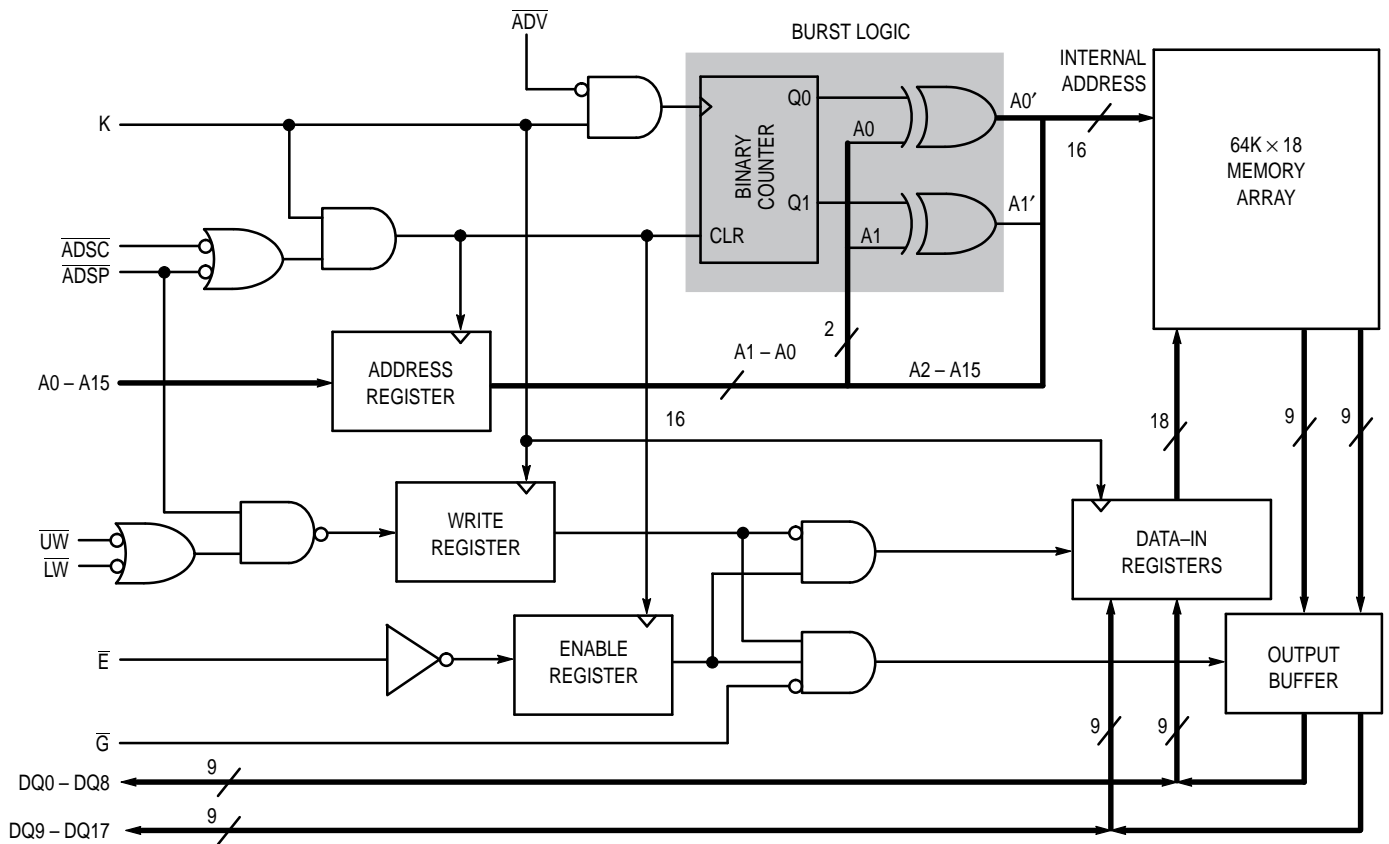 ADV
BURST LOGIC
INTERNAL
ADDRESS
K
BINARY
COUNTER
Q0
Q1
CLR
A0
A1
A0′
A1′
16
64K × 18
MEMORY
ARRAY
ADSC
ADSP
A0 – A15
ADDRESS
REGISTER
A1 – A0
16
2
A2 – A15
18
9
9
UW
LW
WRITE
REGISTER
DATA–IN
REGISTERS
E
ENABLE
REGISTER
OUTPUT
BUFFER
G
9
9
DQ0 – DQ8
9
DQ9 – DQ17
9